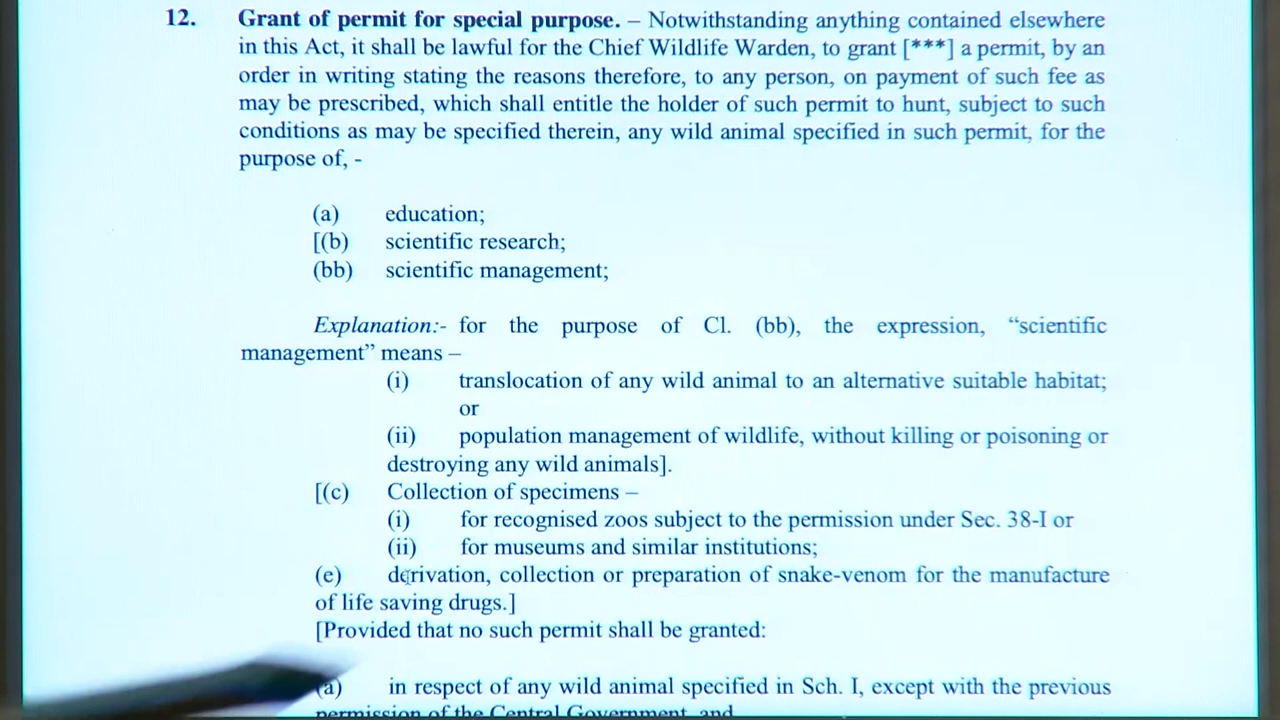 12. Grant of permit for special purpose. – Notwithstanding anything contained elsewhere
in this Act, it shall be lawful for the Chief Wildlife Warden, to grant [***] a permit, by an
order in writing stating the reasons therefore, to any person, on payment of such fee as
may be prescribed, which shall entitle the holder of such permit to hunt, subject to such
conditions as may be specified therein, any wild animal specified in such permit, for the
purpose of, -
(a) education;
[(b) scientific research;
(bb) scientific management;
Explanation:- for the purpose of Cl. (bb), the expression, “scientific
management” means –
(i) translocation of any wild animal to an alternative suitable habitat;
or
(ii) population management of wildlife, without killing or poisoning or
destroying any wild animals].
[(c) Collection of specimens –
(i) for recognised zoos subject to the permission under Sec. 38-I or
(ii) for museums and similar institutions;
(e) derivation, collection or preparation of snake-venom for the manufacture
of life saving drugs.]
[Provided that no such permit shall be granted:
(a) in respect of any wild animal specified in Sch. I, except with the previous
permission of the Central Government, and